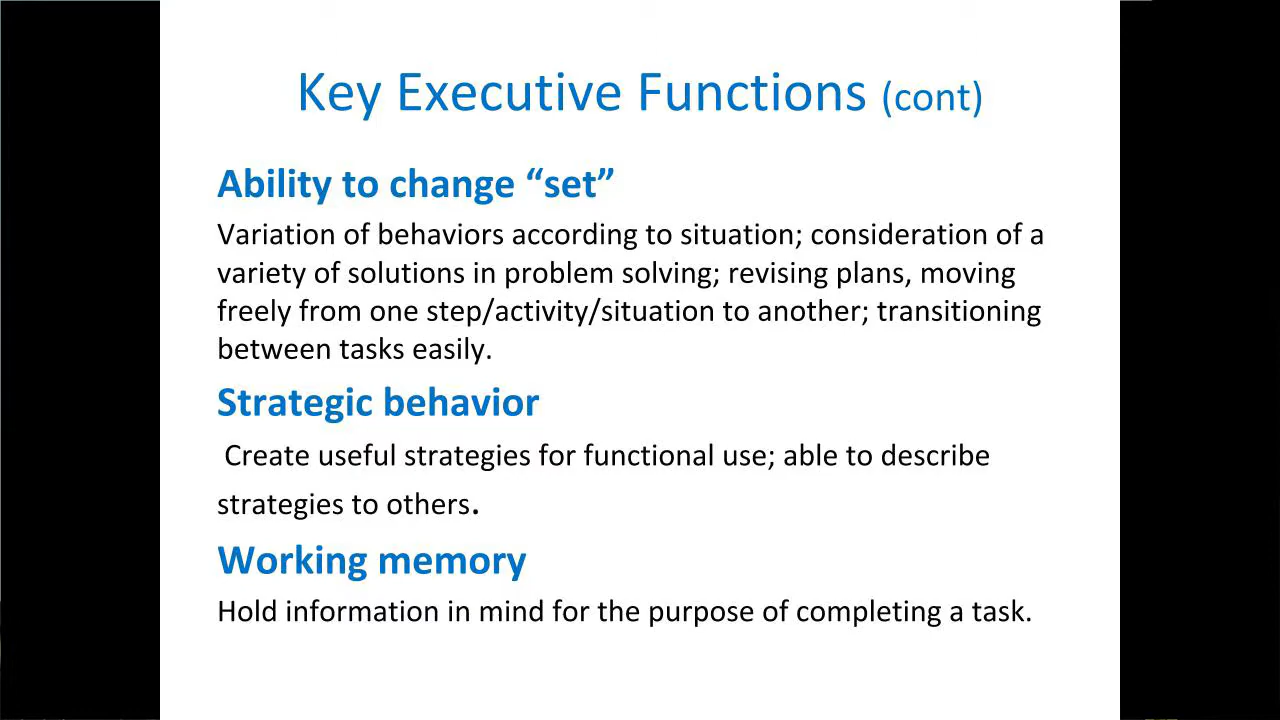 Key Executive Functions (cont)
Ability to change “set”
Variation of behaviors according to situation; consideration of a
variety of solutions in problem solving; revising plans, moving
freely from one step/activity/situation to another; transitioning
between tasks easily.
Strategic behavior
Create useful strategies for functional use; able to describe
strategies to others.
Working memory
Hold information in mind for the purpose of completing a task.